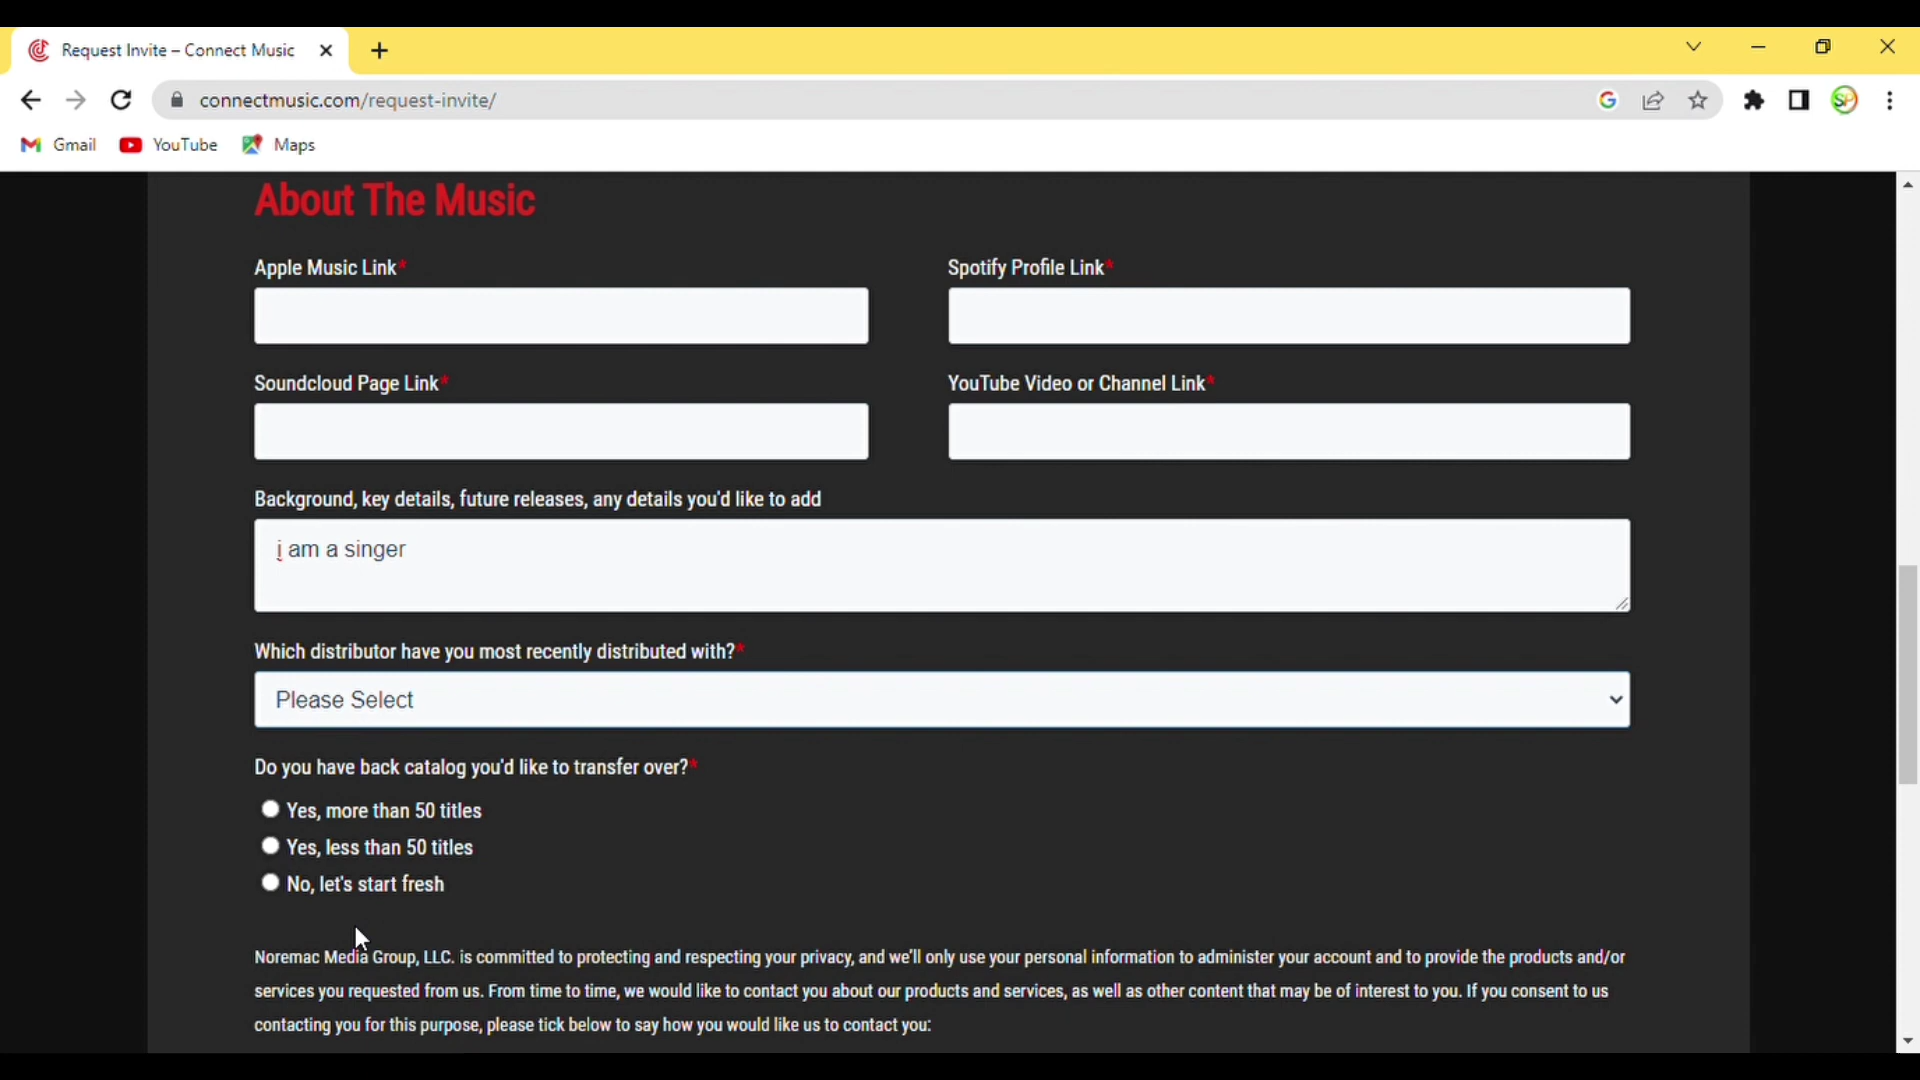 Request Invite – Connect Music
connectmusic.com/request-invite/
SP
Gmail YouTube Maps
About The Music
Apple Music Link* Spotify Profile Link*
Soundcloud Page Link* YouTube Video or Channel Link*
Background, key details, future releases, any details you'd like to add
i am a singer
Which distributor have you most recently distributed with?*
Please Select
Do you have back catalog you'd like to transfer over?*
Yes, more than 50 titles
Yes, less than 50 titles
No, let's start fresh
Noremac Media Group, LLC. is committed to protecting and respecting your privacy, and we'll only use your personal information to administer your account and to provide the products and/or
services you requested from us. From time to time, we would like to contact you about our products and services, as well as other content that may be of interest to you. If you consent to us
contacting you for this purpose, please tick below to say how you would like us to contact you: